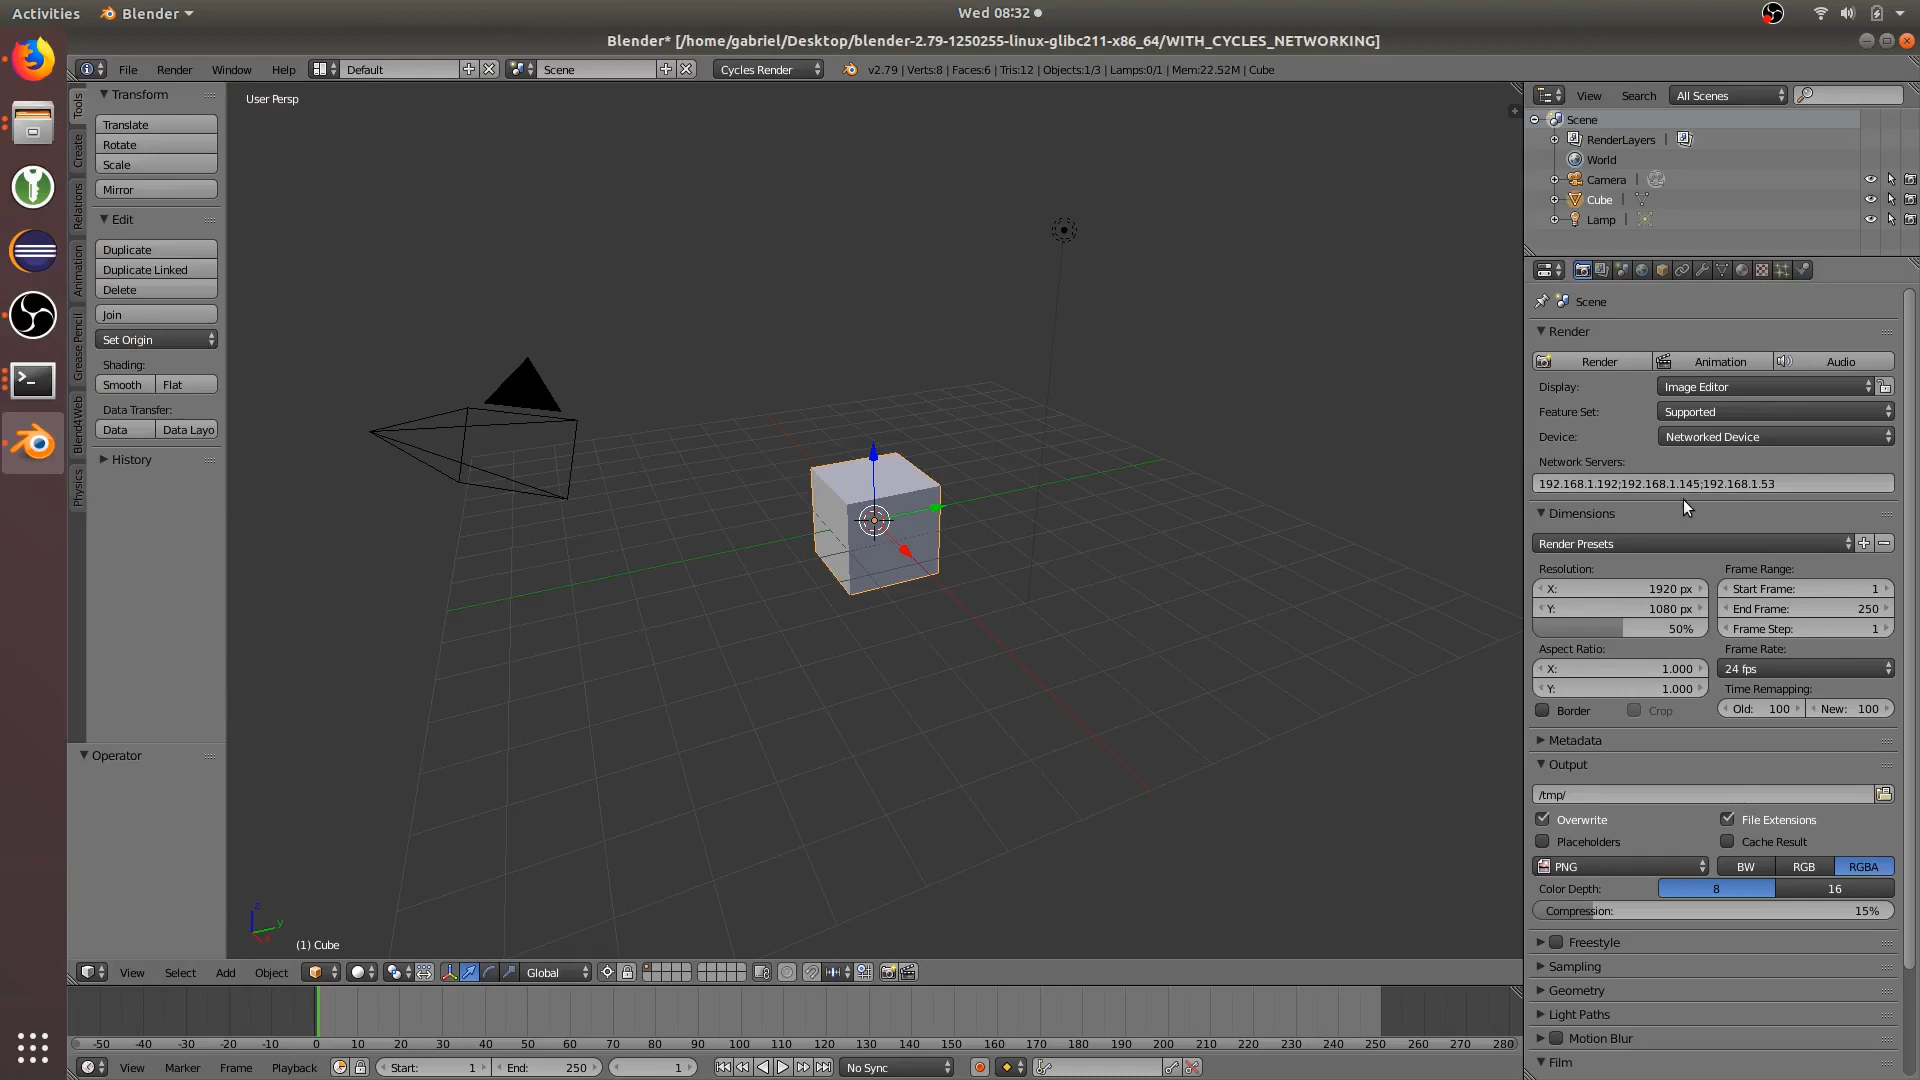 Activities Blender Wed 08:32
Blender* [/home/gabriel/Desktop/blender-2.79-1250255-linux-glibc211-x86_64/WITH_CYCLES_NETWORKING]
File Render Window Help Default Scene Cycles Render v2.79 | Verts:8 | Faces:6 | Tris:12 | Objects:1/3 | Lamps:0/1 | Mem:22.52M | Cube
Tools
Create
Relations
Animation
Grease Pencil
Blend4Web
Physics
Transform
Translate
Rotate
Scale
Mirror
Edit
Duplicate
Duplicate Linked
Delete
Join
Set Origin
Shading:
Smooth Flat
Data Transfer:
Data Data Layo
History
Operator
User Persp
z
y
x
(1) Cube
View Search All Scenes
Scene
RenderLayers |
World
Camera |
Cube |
Lamp |
Scene
Render
Render Animation Audio
Display: Image Editor
Feature Set: Supported
Device: Networked Device
Network Servers:
192.168.1.192;192.168.1.145;192.168.1.53
Dimensions
Render Presets
Resolution: Frame Range:
X: 1920 px Start Frame: 1
Y: 1080 px End Frame: 250
50% Frame Step: 1
Aspect Ratio: Frame Rate:
X: 1.000 24 fps
Y: 1.000 Time Remapping:
Border Crop Old: 100 New: 100
Metadata
Output
/tmp/
Overwrite File Extensions
Placeholders Cache Result
PNG BW RGB RGBA
Color Depth: 8 16
Compression: 15%
Freestyle
Sampling
Geometry
Light Paths
Motion Blur
Film
View Select Add Object Global
-50 -40 -30 -20 -10 0 10 20 30 40 50 60 70 80 90 100 110 120 130 140 150 160 170 180 190 200 210 220 230 240 250 260 270 280
View Marker Frame Playback Start: 1 End: 250 1 No Sync